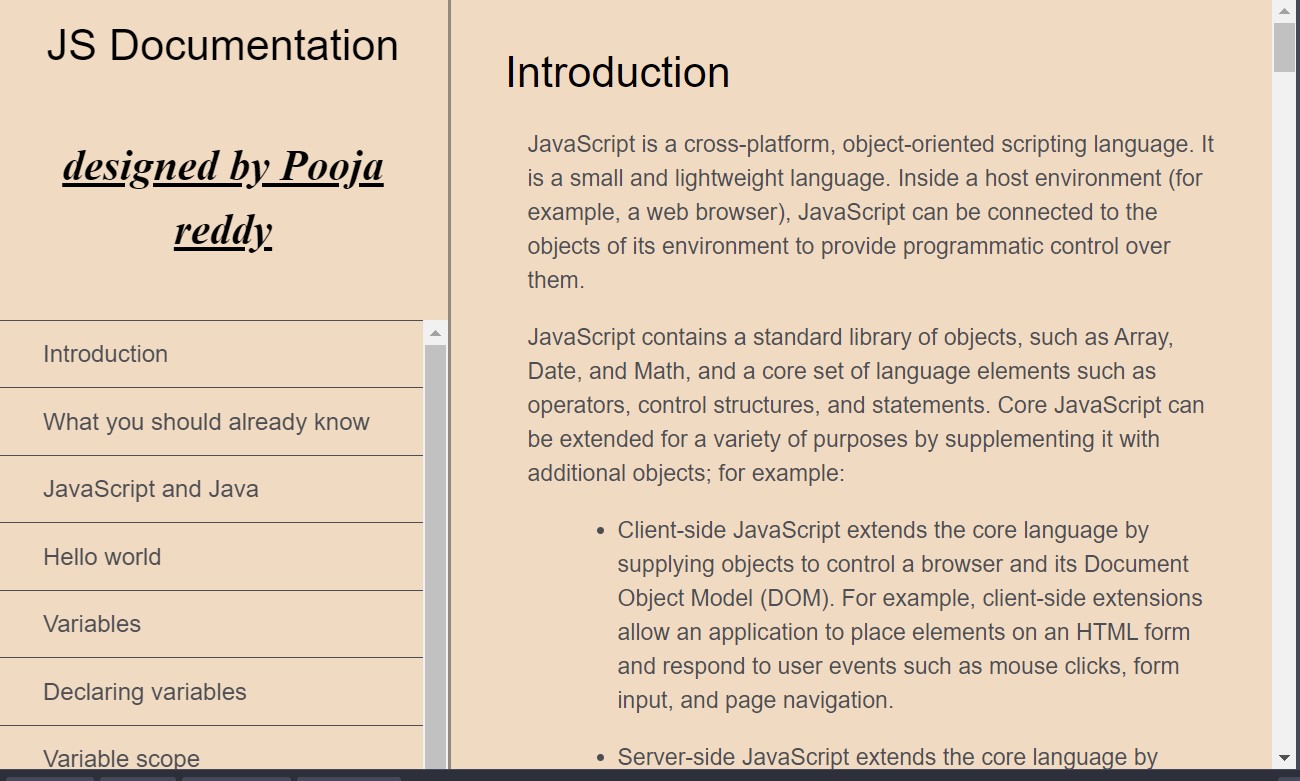 JS Documentation
designed by Pooja
reddy
Introduction
What you should already know
JavaScript and Java
Hello world
Variables
Declaring variables
Variable scope
Introduction
JavaScript is a cross-platform, object-oriented scripting language. It
is a small and lightweight language. Inside a host environment (for
example, a web browser), JavaScript can be connected to the
objects of its environment to provide programmatic control over
them.
JavaScript contains a standard library of objects, such as Array,
Date, and Math, and a core set of language elements such as
operators, control structures, and statements. Core JavaScript can
be extended for a variety of purposes by supplementing it with
additional objects; for example:
• Client-side JavaScript extends the core language by
supplying objects to control a browser and its Document
Object Model (DOM). For example, client-side extensions
allow an application to place elements on an HTML form
and respond to user events such as mouse clicks, form
input, and page navigation.
• Server-side JavaScript extends the core language by